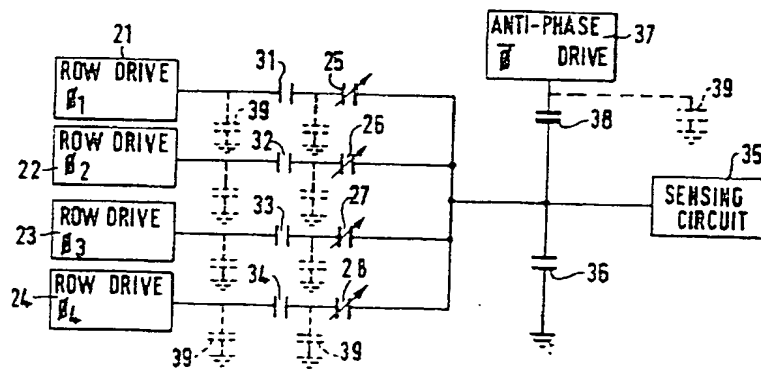 21
ROW DRIVE
ø1
31
25
39
22
ROW DRIVE
ø2
32
26
23
ROW DRIVE
ø3
33
27
24
ROW DRIVE
ø4
34
28
39
39
ANTI-PHASE
ø̅ DRIVE
37
38
39
35
SENSING
CIRCUIT
36